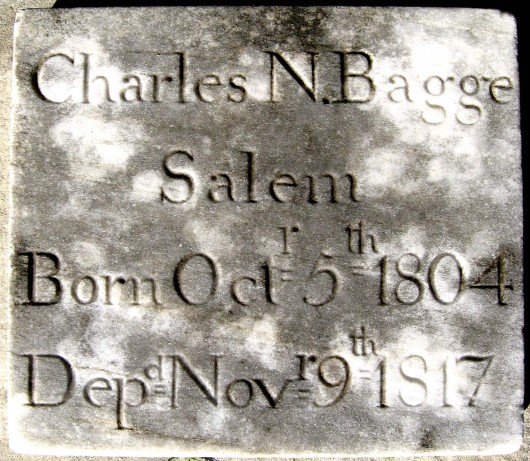 Charles N. Bagge
Salem
Born Octr 5th 1804
Depd Novr 9th 1817